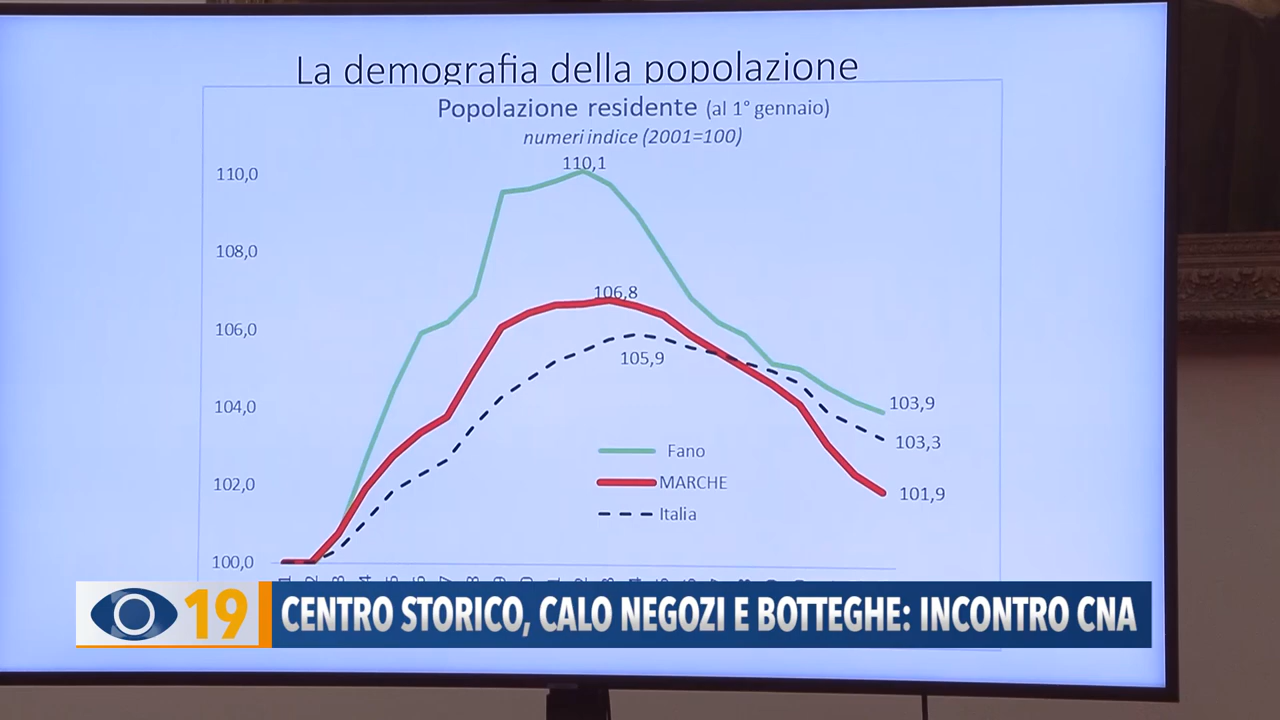 La demografia della popolazione
Popolazione residente (al 1° gennaio)
numeri indice (2001=100)
110,1
110,0
108,0
106,8
106,0
105,9
104,0
103,9
103,3
Fano
MARCHE
102,0
101,9
Italia
100,0
19 CENTRO STORICO, CALO NEGOZI E BOTTEGHE: INCONTRO CNA